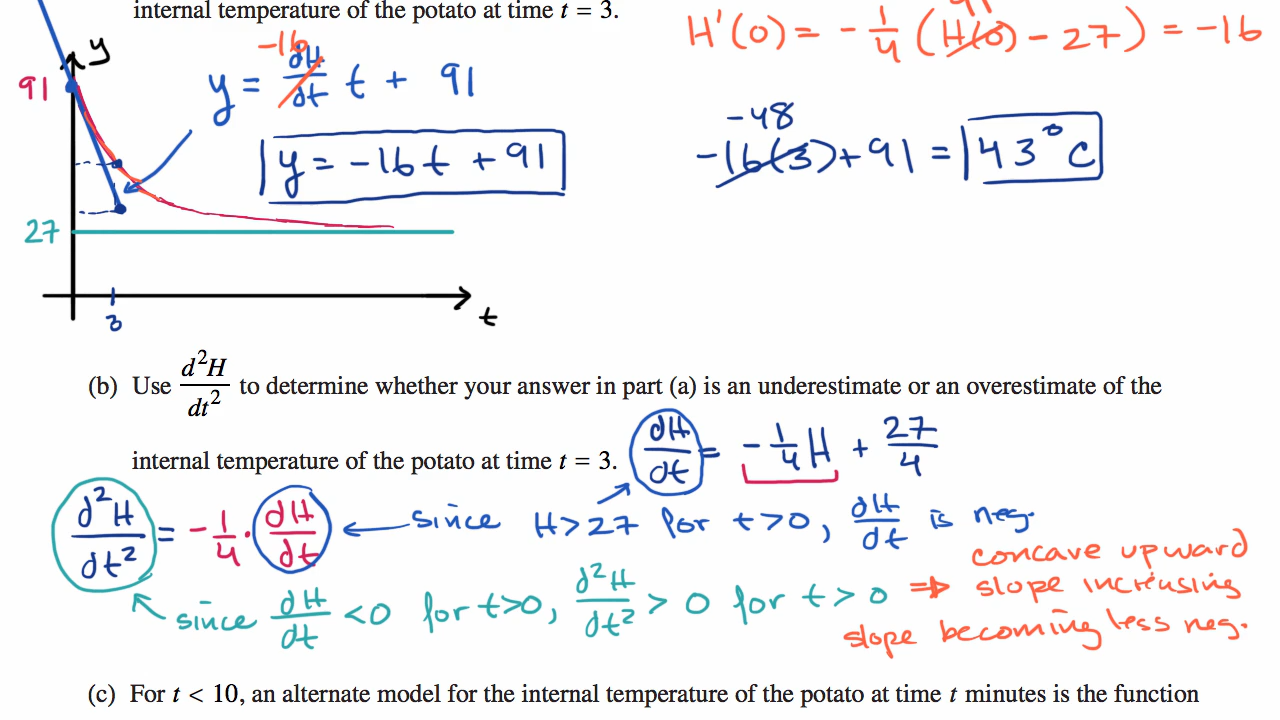 internal temperature of the potato at time t = 3.
H'(0) = -1/4 (H(0) - 27) = -16
y
91
-16
y = dH/dt t + 91
y = -16t + 91
-48
-16(3) + 91 = 43°C
27
3
t
(b) Use d²H/dt² to determine whether your answer in part (a) is an underestimate or an overestimate of the
internal temperature of the potato at time t = 3.
dH/dt = -1/4 H + 27/4
d²H/dt² = -1/4 · dH/dt ← since H>27 for t>0, dH/dt is neg.
since dH/dt <0 for t>0, d²H/dt² > 0 for t > 0 ⇒
concave upward
slope increasing
slope becoming less neg.
(c) For t < 10, an alternate model for the internal temperature of the potato at time t minutes is the function